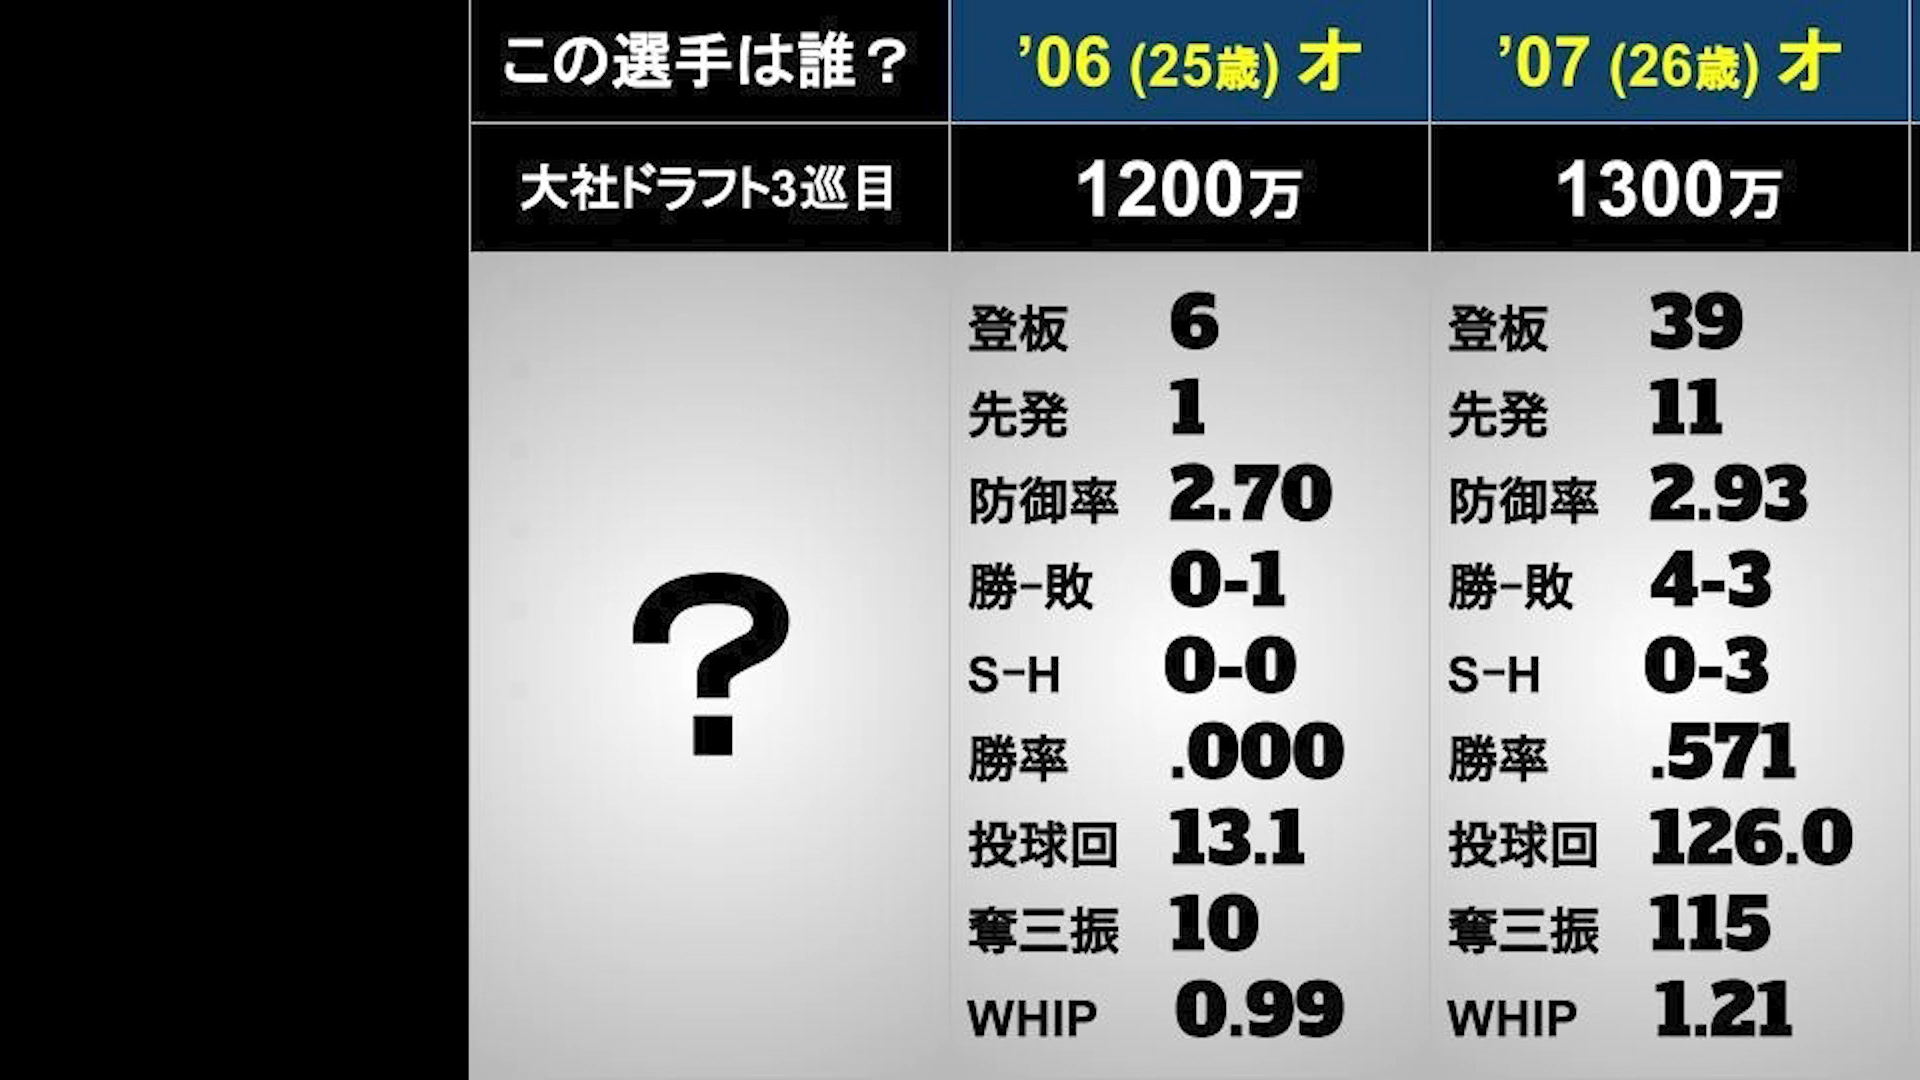 この選手は誰？
’06 (25歳) オ
’07 (26歳) オ
大社ドラフト3巡目
1200万
1300万
?
登板 6
先発 1
防御率 2.70
勝-敗 0-1
S-H 0-0
勝率 .000
投球回 13.1
奪三振 10
WHIP 0.99
登板 39
先発 11
防御率 2.93
勝-敗 4-3
S-H 0-3
勝率 .571
投球回 126.0
奪三振 115
WHIP 1.21